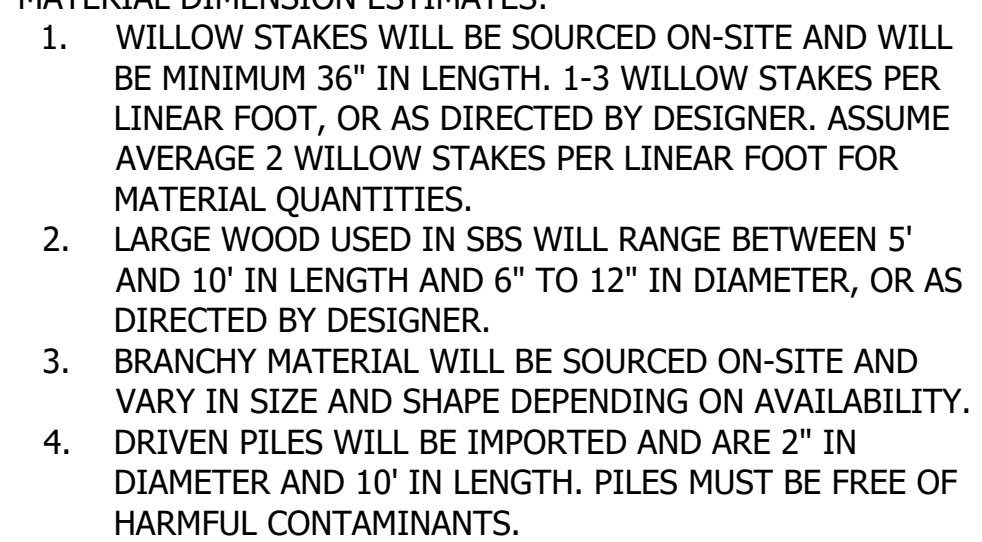 MATERIAL DIMENSION ESTIMATES:
1. WILLOW STAKES WILL BE SOURCED ON-SITE AND WILL
BE MINIMUM 36" IN LENGTH. 1-3 WILLOW STAKES PER
LINEAR FOOT, OR AS DIRECTED BY DESIGNER. ASSUME
AVERAGE 2 WILLOW STAKES PER LINEAR FOOT FOR
MATERIAL QUANTITIES.
2. LARGE WOOD USED IN SBS WILL RANGE BETWEEN 5'
AND 10' IN LENGTH AND 6" TO 12" IN DIAMETER, OR AS
DIRECTED BY DESIGNER.
3. BRANCHY MATERIAL WILL BE SOURCED ON-SITE AND
VARY IN SIZE AND SHAPE DEPENDING ON AVAILABILITY.
4. DRIVEN PILES WILL BE IMPORTED AND ARE 2" IN
DIAMETER AND 10' IN LENGTH. PILES MUST BE FREE OF
HARMFUL CONTAMINANTS.